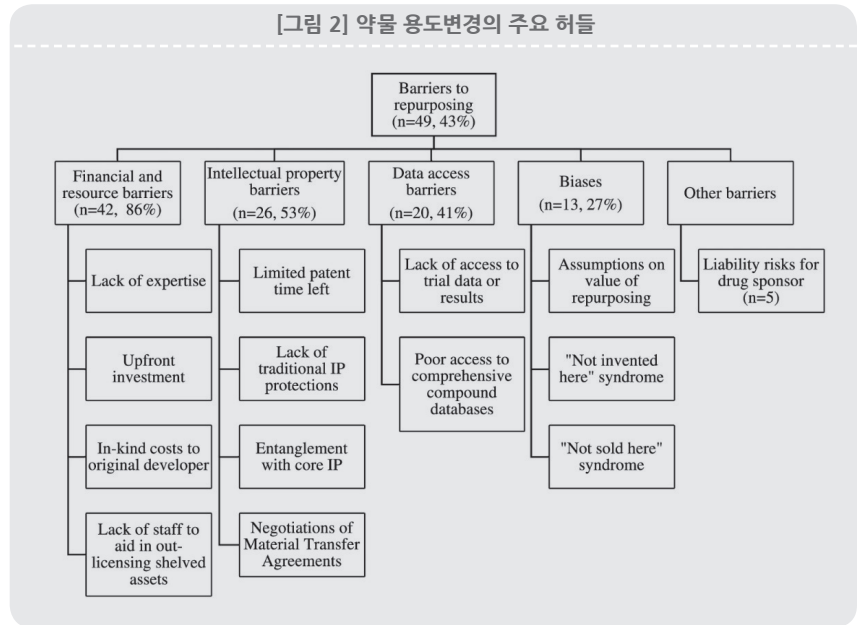 [그림 2] 약물 용도변경의 주요 허들
Barriers to
repurposing
(n=49, 43%)
Financial and
resource barriers
(n=42, 86%)
Lack of expertise
Upfront
investment
In-kind costs to
original developer
Lack of staff to
aid in out-
licensing shelved
assets
Intellectual property
barriers
(n=26, 53%)
Limited patent
time left
Lack of
traditional IP
protections
Entanglement
with core IP
Negotiations of
Material Transfer
Agreements
Data access
barriers
(n=20, 41%)
Lack of access to
trial data or
results
Poor access to
comprehensive
compound
databases
Biases
(n=13, 27%)
Assumptions on
value of
repurposing
"Not invented
here" syndrome
"Not sold here"
syndrome
Other barriers
Liability risks for
drug sponsor
(n=5)